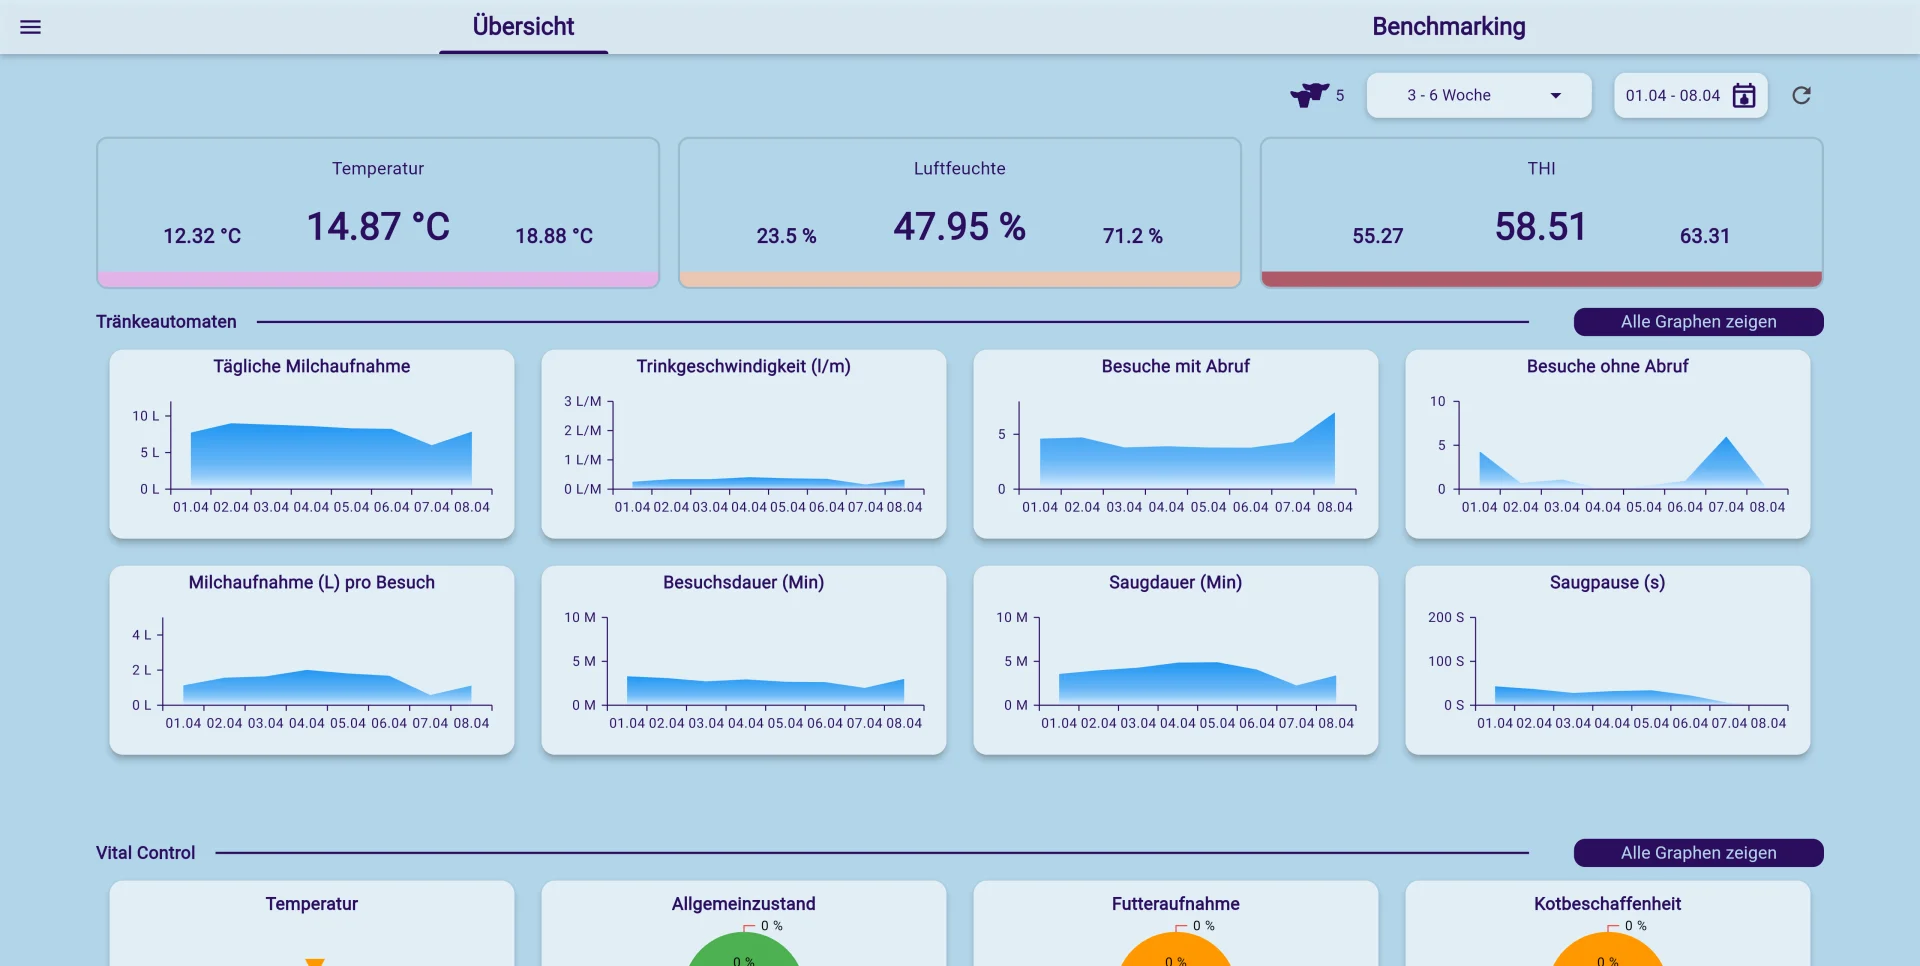 Übersicht
Benchmarking
5
3 - 6 Woche
01.04 - 08.04
Temperatur
12.32 °C 14.87 °C 18.88 °C
Luftfeuchte
23.5 % 47.95 % 71.2 %
THI
55.27 58.51 63.31
Tränkeautomaten
Alle Graphen zeigen
Tägliche Milchaufnahme
10 L
5 L
0 L
01.04 02.04 03.04 04.04 05.04 06.04 07.04 08.04
Trinkgeschwindigkeit (l/m)
3 L/M
2 L/M
1 L/M
0 L/M
01.04 02.04 03.04 04.04 05.04 06.04 07.04 08.04
Besuche mit Abruf
5
0
01.04 02.04 03.04 04.04 05.04 06.04 07.04 08.04
Besuche ohne Abruf
10
5
0
01.04 02.04 03.04 04.04 05.04 06.04 07.04 08.04
Milchaufnahme (L) pro Besuch
4 L
2 L
0 L
01.04 02.04 03.04 04.04 05.04 06.04 07.04 08.04
Besuchsdauer (Min)
10 M
5 M
0 M
01.04 02.04 03.04 04.04 05.04 06.04 07.04 08.04
Saugdauer (Min)
10 M
5 M
0 M
01.04 02.04 03.04 04.04 05.04 06.04 07.04 08.04
Saugpause (s)
200 S
100 S
0 S
01.04 02.04 03.04 04.04 05.04 06.04 07.04 08.04
Vital Control
Alle Graphen zeigen
Temperatur
Allgemeinzustand
0 %
0 %
Futteraufnahme
0 %
0 %
Kotbeschaffenheit
0 %
0 %